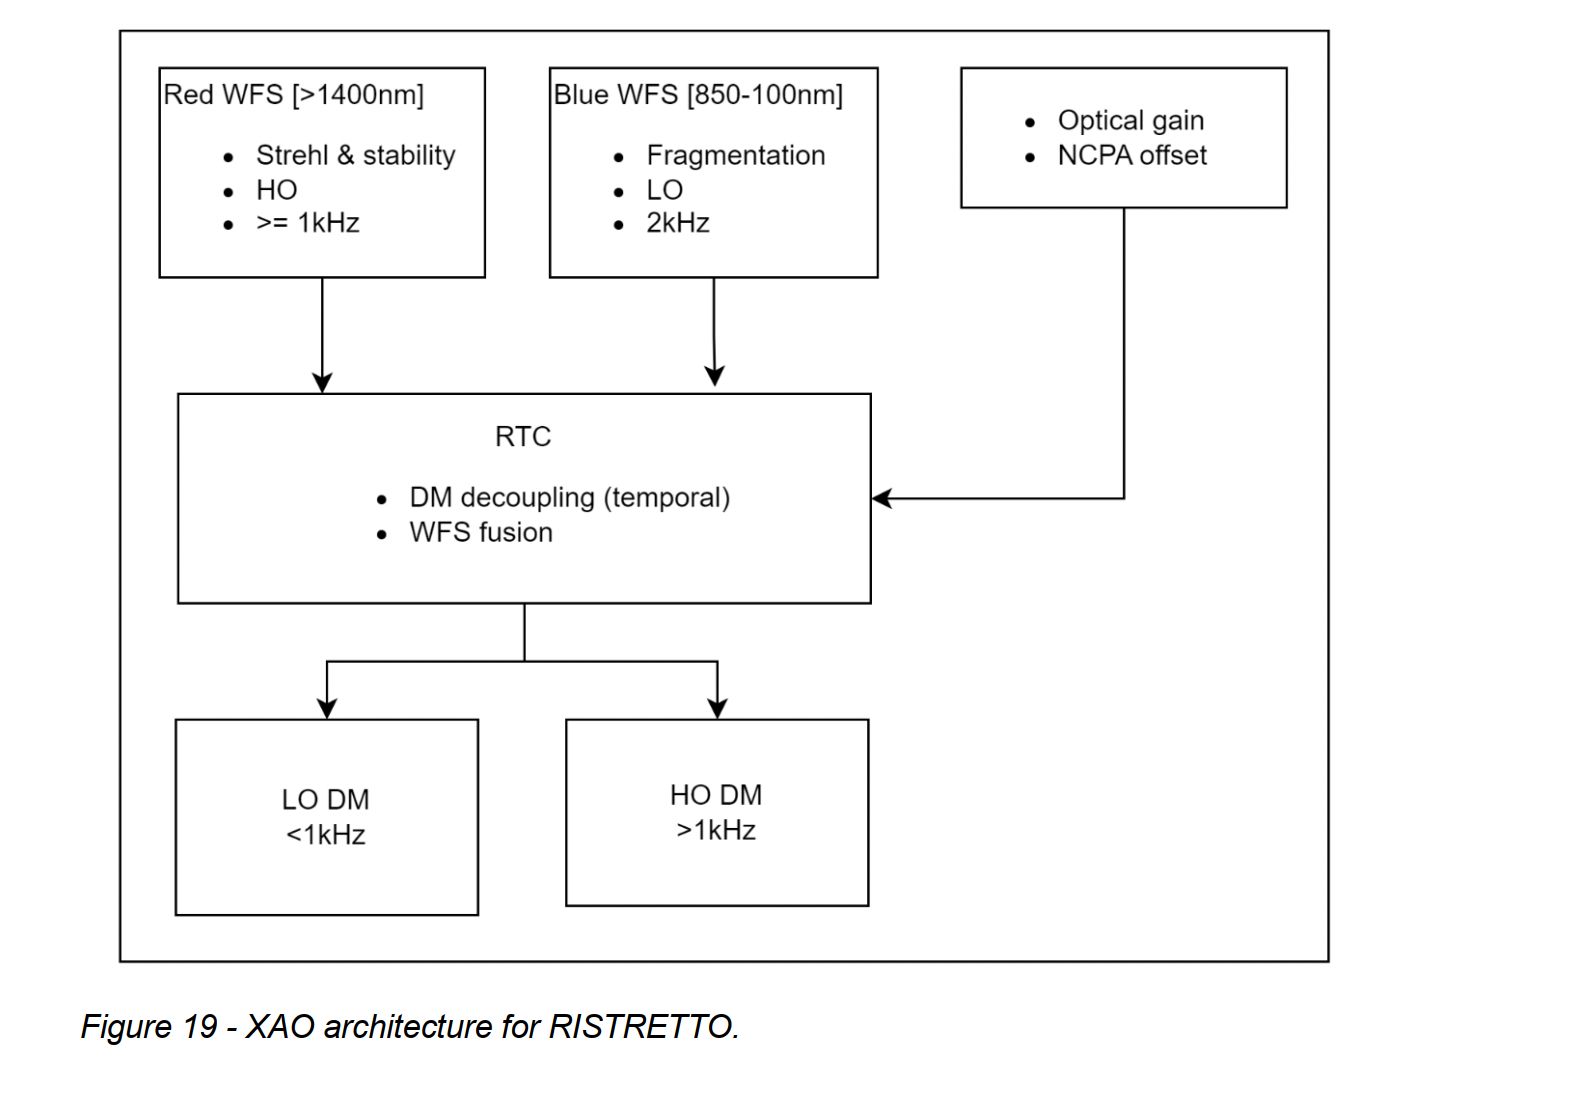 Red WFS [>1400nm]
• Strehl & stability
• HO
• >= 1kHz
Blue WFS [850-100nm]
• Fragmentation
• LO
• 2kHz
• Optical gain
• NCPA offset
RTC
• DM decoupling (temporal)
• WFS fusion
LO DM
<1kHz
HO DM
>1kHz
Figure 19 - XAO architecture for RISTRETTO.